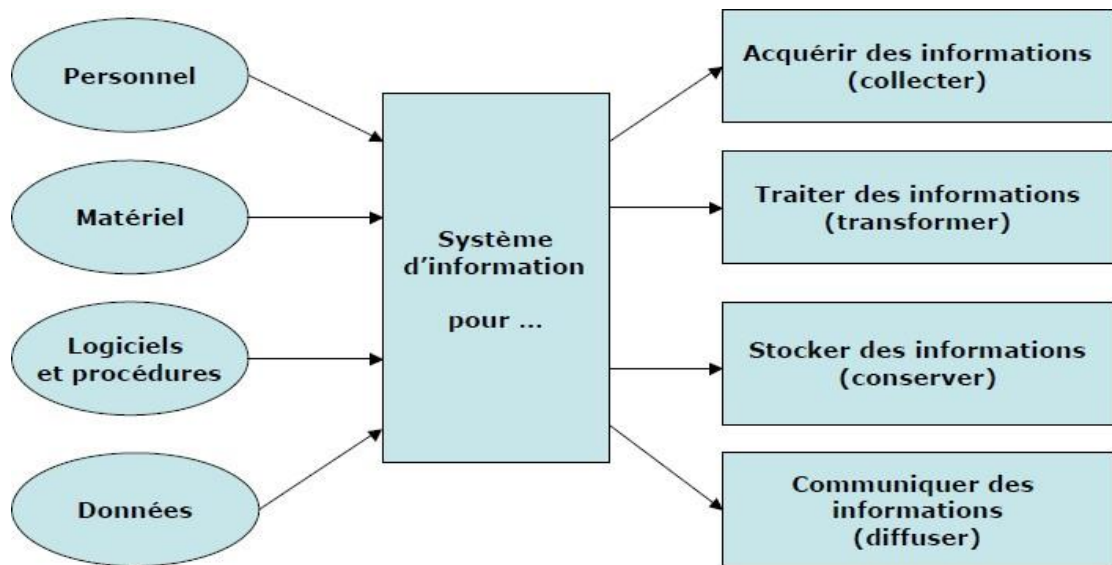 Personnel
Matériel
Logiciels
et procédures
Données
Système
d'information
pour ...
Acquérir des informations
(collecter)
Traiter des informations
(transformer)
Stocker des informations
(conserver)
Communiquer des
informations
(diffuser)